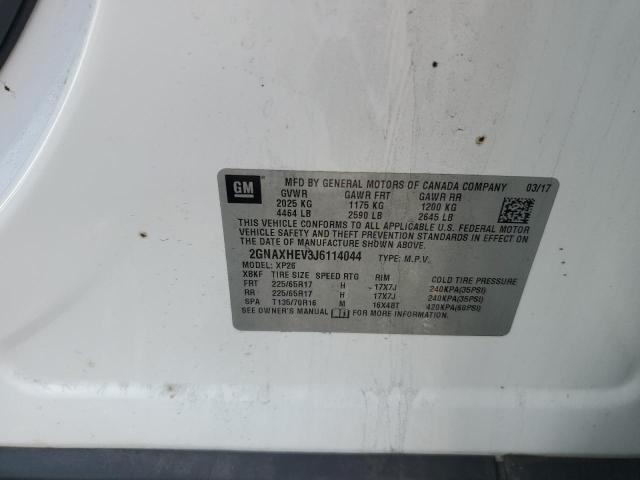 GM MFD BY GENERAL MOTORS OF CANADA COMPANY 03/17
GVWR GAWR FRT GAWR RR
2025 KG 1175 KG 1200 KG
4464 LB 2590 LB 2645 LB
THIS VEHICLE CONFORMS TO ALL APPLICABLE U.S. FEDERAL MOTOR
VEHICLE SAFETY AND THEFT PREVENTION STANDARDS IN EFFECT ON THE
DATE OF MANUFACTURE SHOWN ABOVE.
2GNAXHEV3J6114044 TYPE: M.P.V.
MODEL: XP26
XBKF TIRE SIZE SPEED RTG RIM COLD TIRE PRESSURE
FRT 225/65R17 H 17X7J 240KPA(35PSI)
RR 225/65R17 H 17X7J 240KPA(35PSI)
SPA T135/70R16 M 16X4BT 420KPA(60PSI)
SEE OWNER'S MANUAL FOR MORE INFORMATION